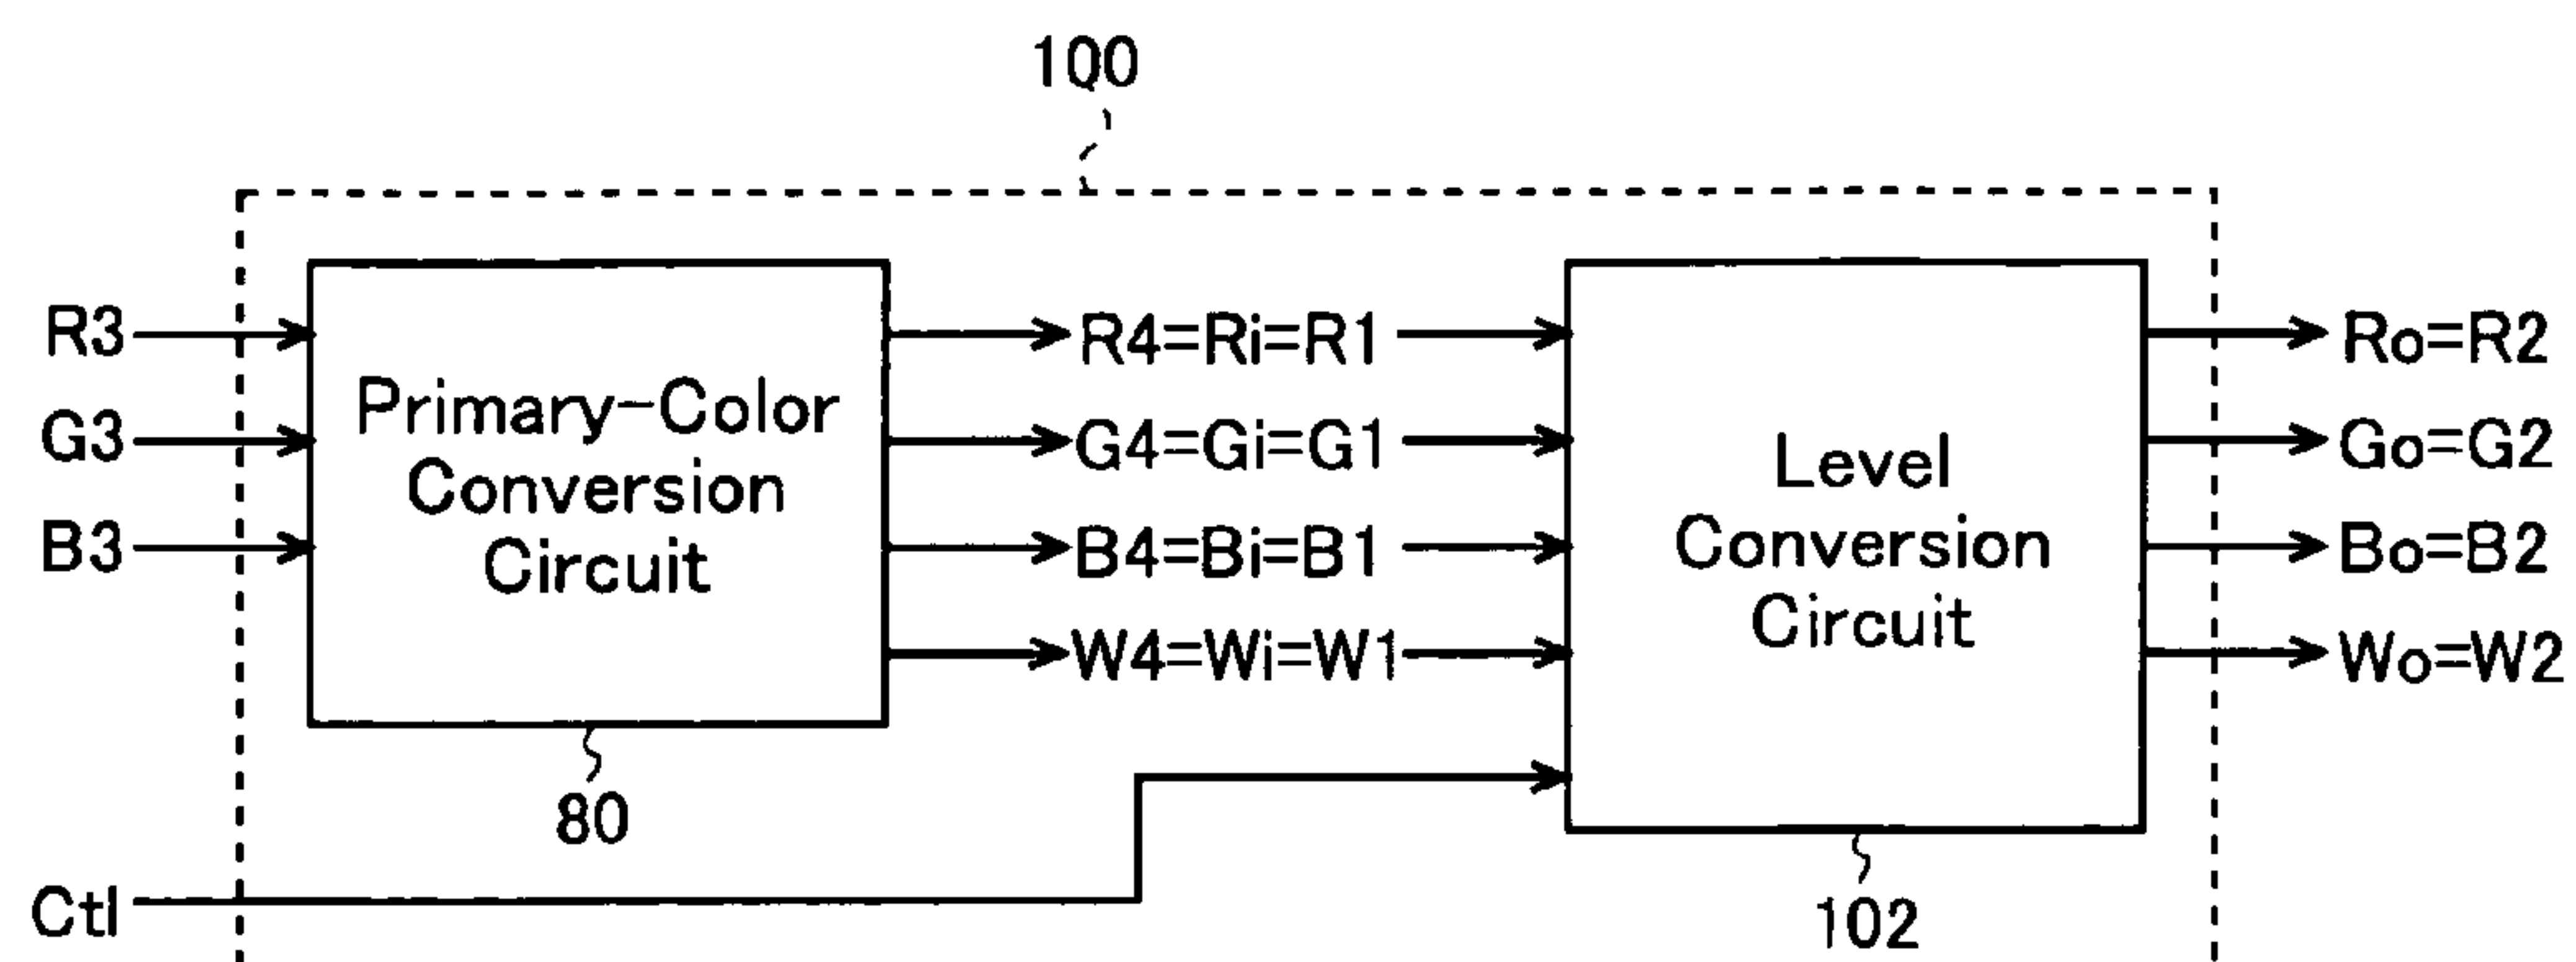 100
R3
G3
B3
Primary-Color
Conversion
Circuit
80
R4=Ri=R1
G4=Gi=G1
B4=Bi=B1
W4=Wi=W1
Level
Conversion
Circuit
102
Ro=R2
Go=G2
Bo=B2
Wo=W2
Ctl